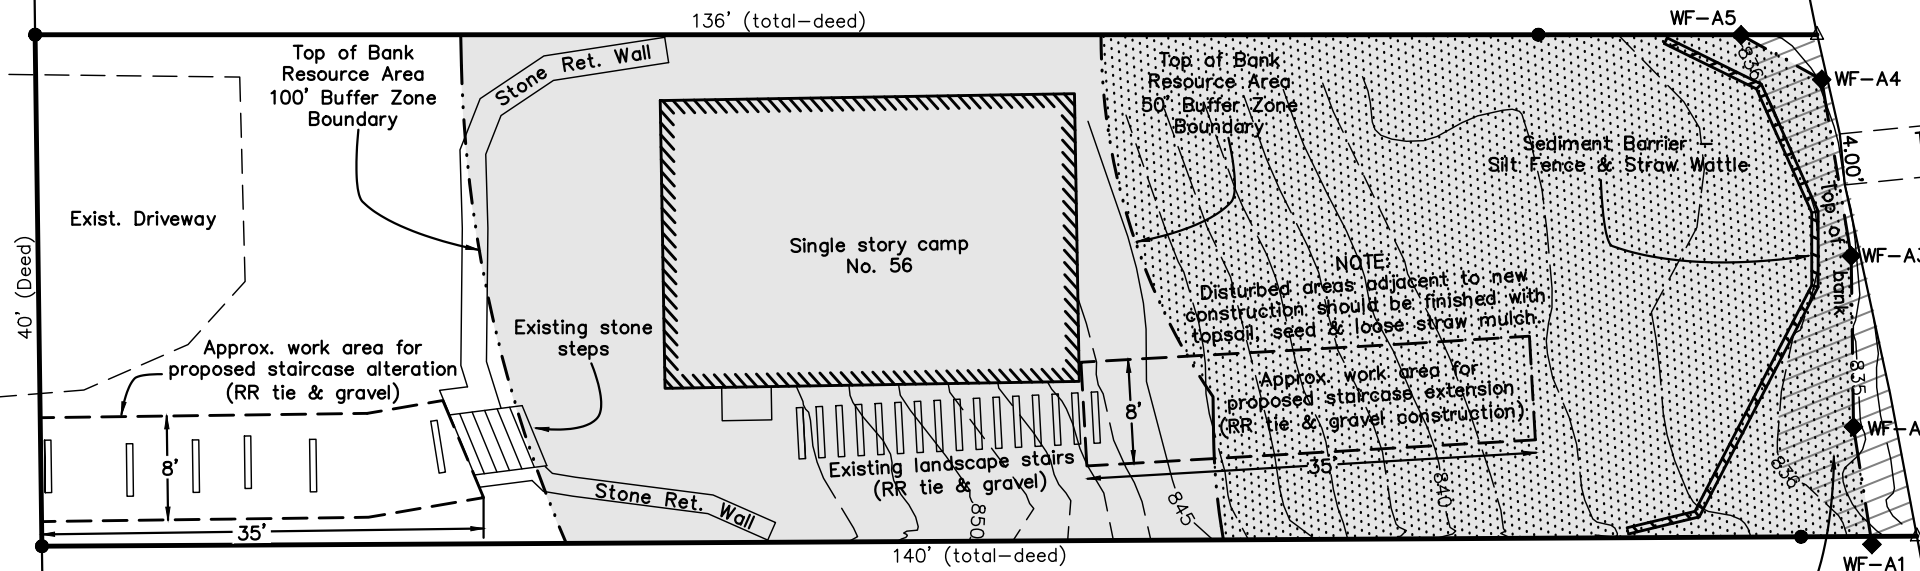 136' (total-deed)
WF-A5
Top of Bank
Resource Area
100' Buffer Zone
Boundary
Stone Ret. Wall
Top of Bank
Resource Area
50' Buffer Zone
Boundary
836
WF-A4
Sediment Barrier
Silt Fence & Straw Wattle
4.00'
Exist. Driveway
Single story camp
No. 56
Top of bank
WF-A3
40' (Deed)
NOTE:
Disturbed areas adjacent to new
construction should be finished with
topsoil, seed & loose straw mulch.
Existing stone
steps
Approx. work area for
proposed staircase alteration
(RR tie & gravel)
Approx. work area for
proposed staircase extension
(RR tie & gravel construction)
835
8'
WF-A
8'
Existing landscape stairs
(RR tie & gravel)
35'
836
Stone Ret. Wall
850
845
840
35'
140' (total-deed)
WF-A1